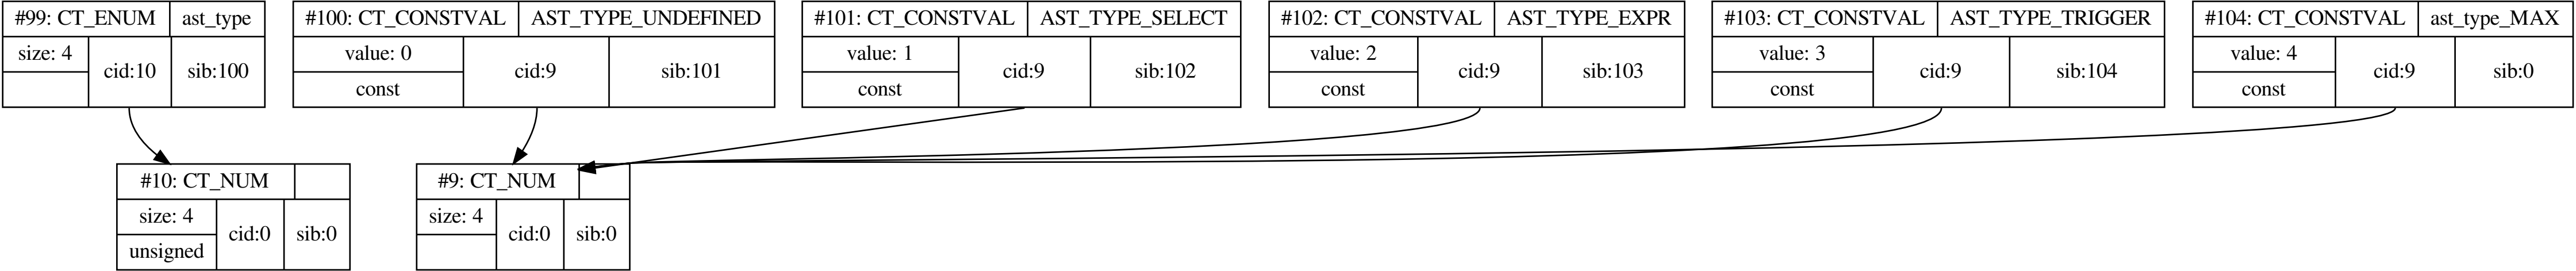 #99: CT_ENUM ast_type
size: 4
cid:10
sib:100
#100: CT_CONSTVAL AST_TYPE_UNDEFINED
value: 0
const
cid:9
sib:101
#101: CT_CONSTVAL AST_TYPE_SELECT
value: 1
const
cid:9
sib:102
#102: CT_CONSTVAL AST_TYPE_EXPR
value: 2
const
cid:9
sib:103
#103: CT_CONSTVAL AST_TYPE_TRIGGER
value: 3
const
cid:9
sib:104
#104: CT_CONSTVAL ast_type_MAX
value: 4
const
cid:9
sib:0
#10: CT_NUM
size: 4
unsigned
cid:0
sib:0
#9: CT_NUM
size: 4
cid:0
sib:0